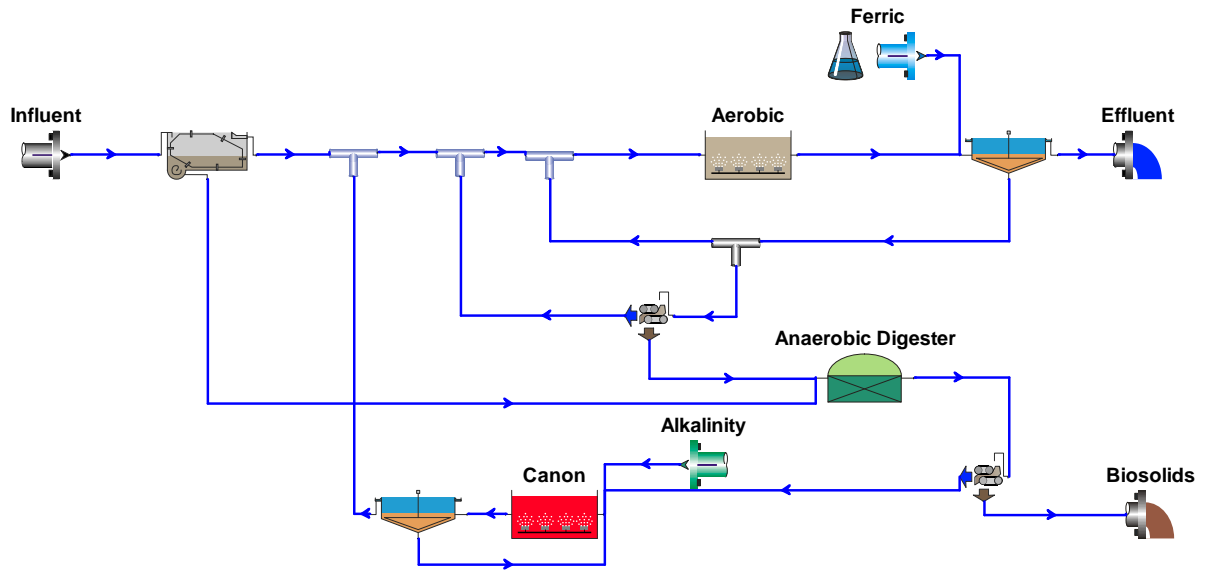 Ferric
Influent
Aerobic
Effluent
Anaerobic Digester
Alkalinity
Canon
Biosolids